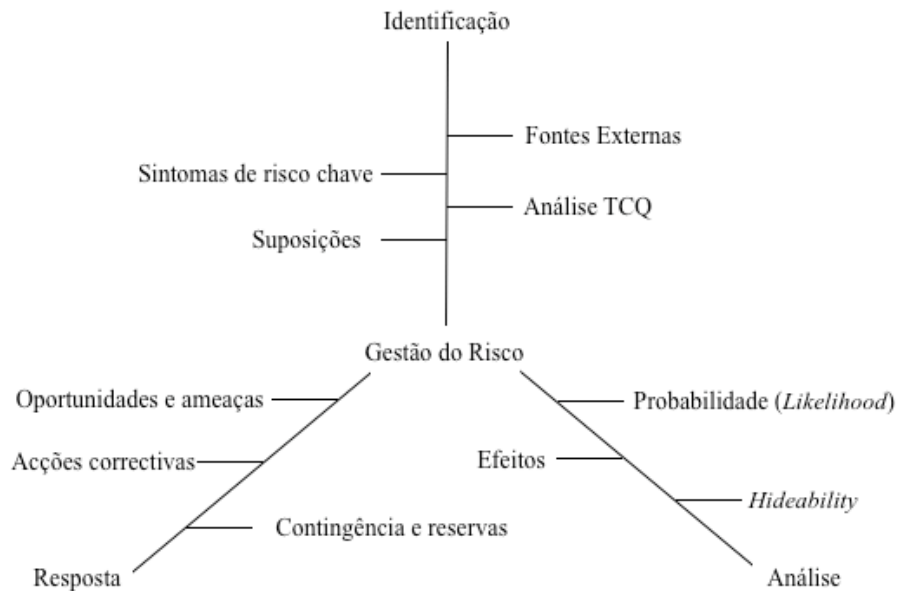 Identificação
Fontes Externas
Sintomas de risco chave
Análise TCQ
Suposições
Gestão do Risco
Oportunidades e ameaças
Probabilidade (Likelihood)
Acções correctivas
Efeitos
Hideability
Contingência e reservas
Resposta
Análise